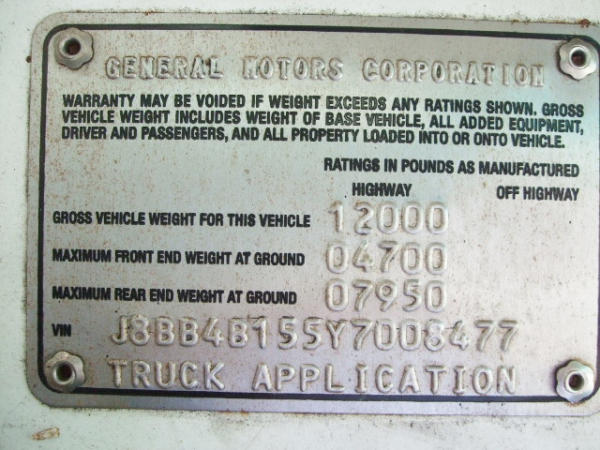 GENERAL MOTORS CORPORATION
WARRANTY MAY BE VOIDED IF WEIGHT EXCEEDS ANY RATINGS SHOWN. GROSS
VEHICLE WEIGHT INCLUDES WEIGHT OF BASE VEHICLE, ALL ADDED EQUIPMENT,
DRIVER AND PASSENGERS, AND ALL PROPERTY LOADED INTO OR ONTO VEHICLE.
RATINGS IN POUNDS AS MANUFACTURED
HIGHWAY OFF HIGHWAY
GROSS VEHICLE WEIGHT FOR THIS VEHICLE 12000
MAXIMUM FRONT END WEIGHT AT GROUND 04700
MAXIMUM REAR END WEIGHT AT GROUND 07950
VIN J8BB4B155Y7008477
TRUCK APPLICATION